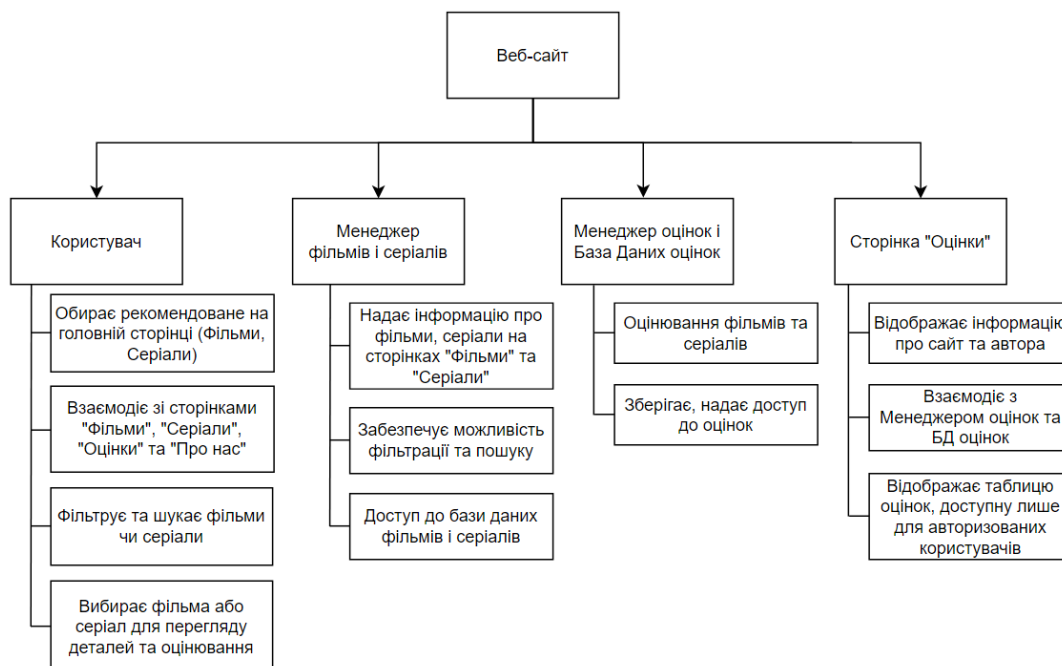 Веб-сайт
Користувач
Обирає рекомендоване на
головній сторінці (Фільми,
Серіали)
Взаємодіє зі сторінками
"Фільми", "Серіали",
"Оцінки" та "Про нас"
Фільтрує та шукає фільми
чи серіали
Вибирає фільма або
серіал для перегляду
деталей та оцінювання
Менеджер
фільмів і серіалів
Надає інформацію про
фільми, серіали на
сторінках "Фільми" та
"Серіали"
Забезпечує можливість
фільтрації та пошуку
Доступ до бази даних
фільмів і серіалів
Менеджер оцінок і
База Даних оцінок
Оцінювання фільмів та
серіалів
Зберігає, надає доступ
до оцінок
Сторінка "Оцінки"
Відображає інформацію
про сайт та автора
Взаємодіє з
Менеджером оцінок та
БД оцінок
Відображає таблицю
оцінок, доступну лише
для авторизованих
користувачів